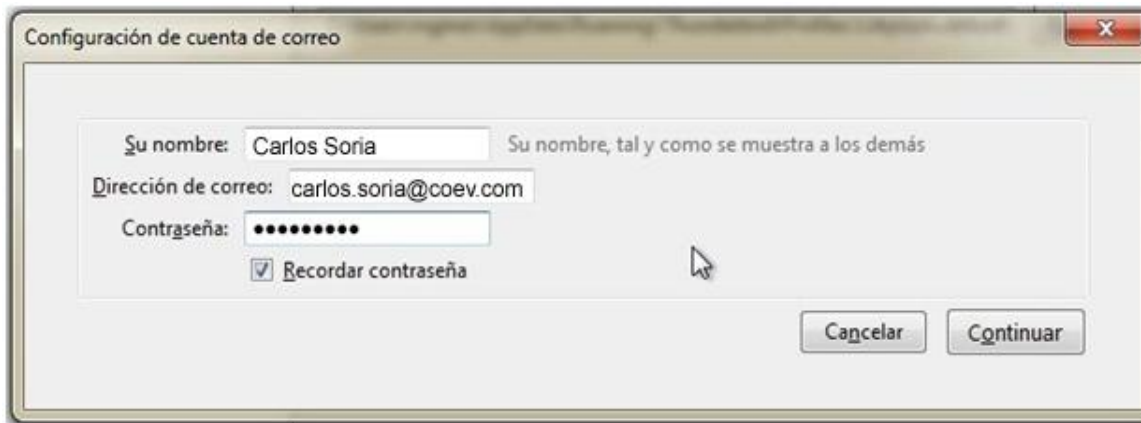 Configuración de cuenta de correo
Su nombre: Carlos Soria Su nombre, tal y como se muestra a los demás
Dirección de correo: carlos.soria@coev.com
Contraseña: •••••••••
Recordar contraseña
Cancelar Continuar